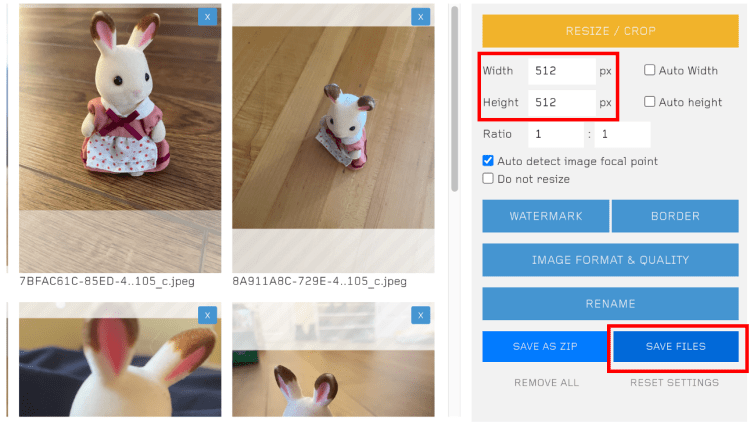 X
X
7BFAC61C-85ED-4..105_c.jpeg
8A911A8C-729E-4..105_c.jpeg
X
X
RESIZE / CROP
Width 512 px Auto Width
Height 512 px Auto height
Ratio 1 : 1
Auto detect image focal point
Do not resize
WATERMARK BORDER
IMAGE FORMAT & QUALITY
RENAME
SAVE AS ZIP SAVE FILES
REMOVE ALL RESET SETTINGS